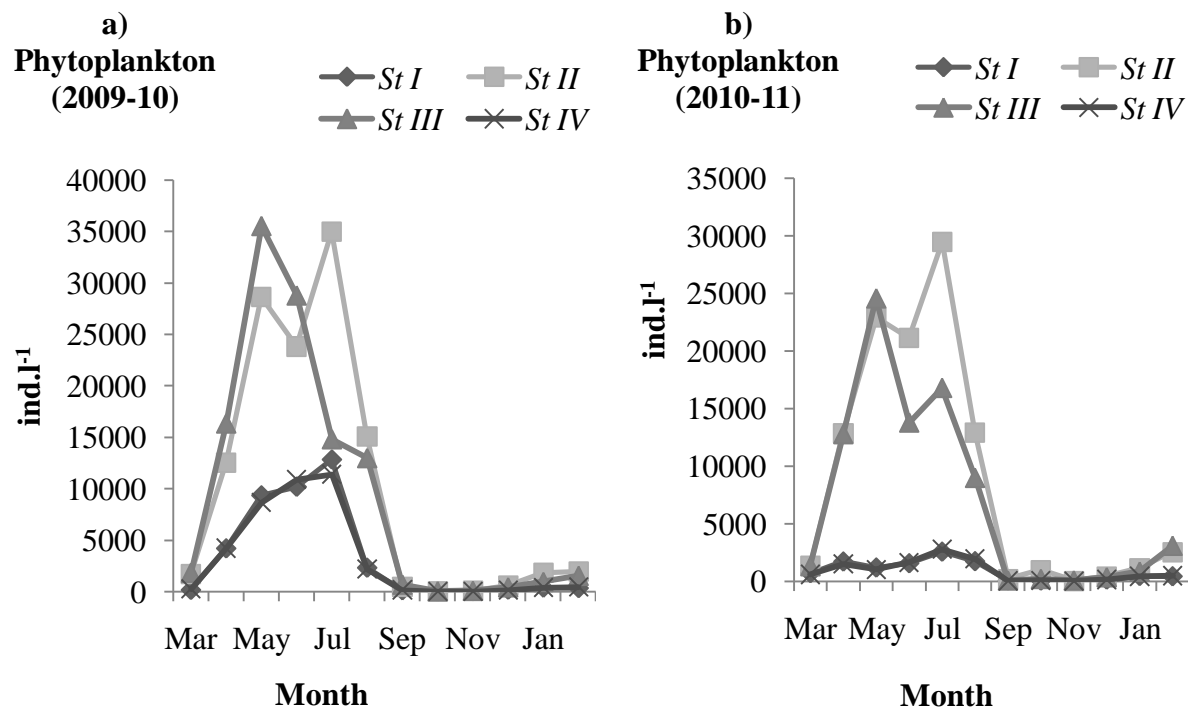 a)
Phytoplankton
(2009-10)
St I
St II
St III
St IV
40000
35000
30000
25000
20000
15000
10000
5000
0
ind.l-1
Mar May Jul Sep Nov Jan
Month
b)
Phytoplankton
(2010-11)
St I
St II
St III
St IV
35000
30000
25000
20000
15000
10000
5000
0
ind.l-1
Mar May Jul Sep Nov Jan
Month